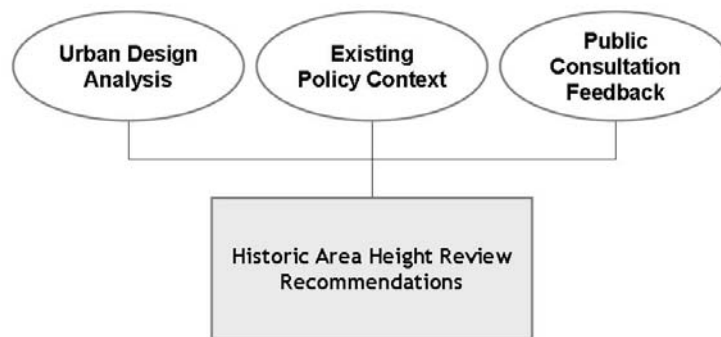 Urban Design
Analysis
Existing
Policy Context
Public
Consultation
Feedback
Historic Area Height Review
Recommendations